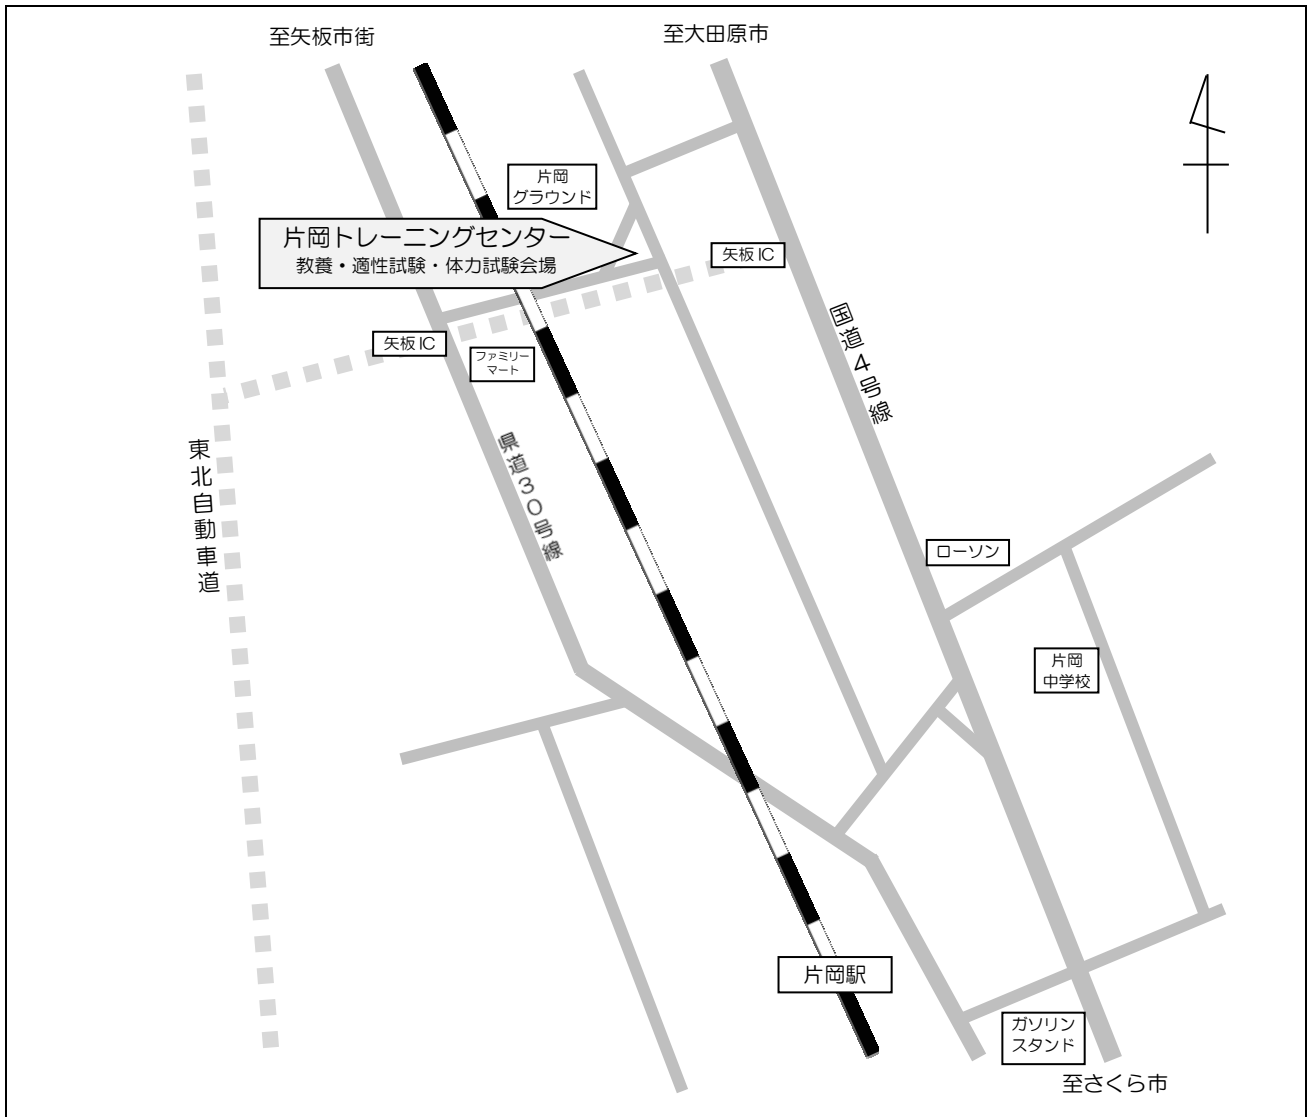 至矢板市街
至大田原市
片岡
グラウンド
片岡トレーニングセンター
教養・適性試験・体力試験会場
矢板IC
矢板IC
ファミリー
マート
国道4号線
県道30号線
東北自動車道
ローソン
片岡
中学校
片岡駅
ガソリン
スタンド
至さくら市